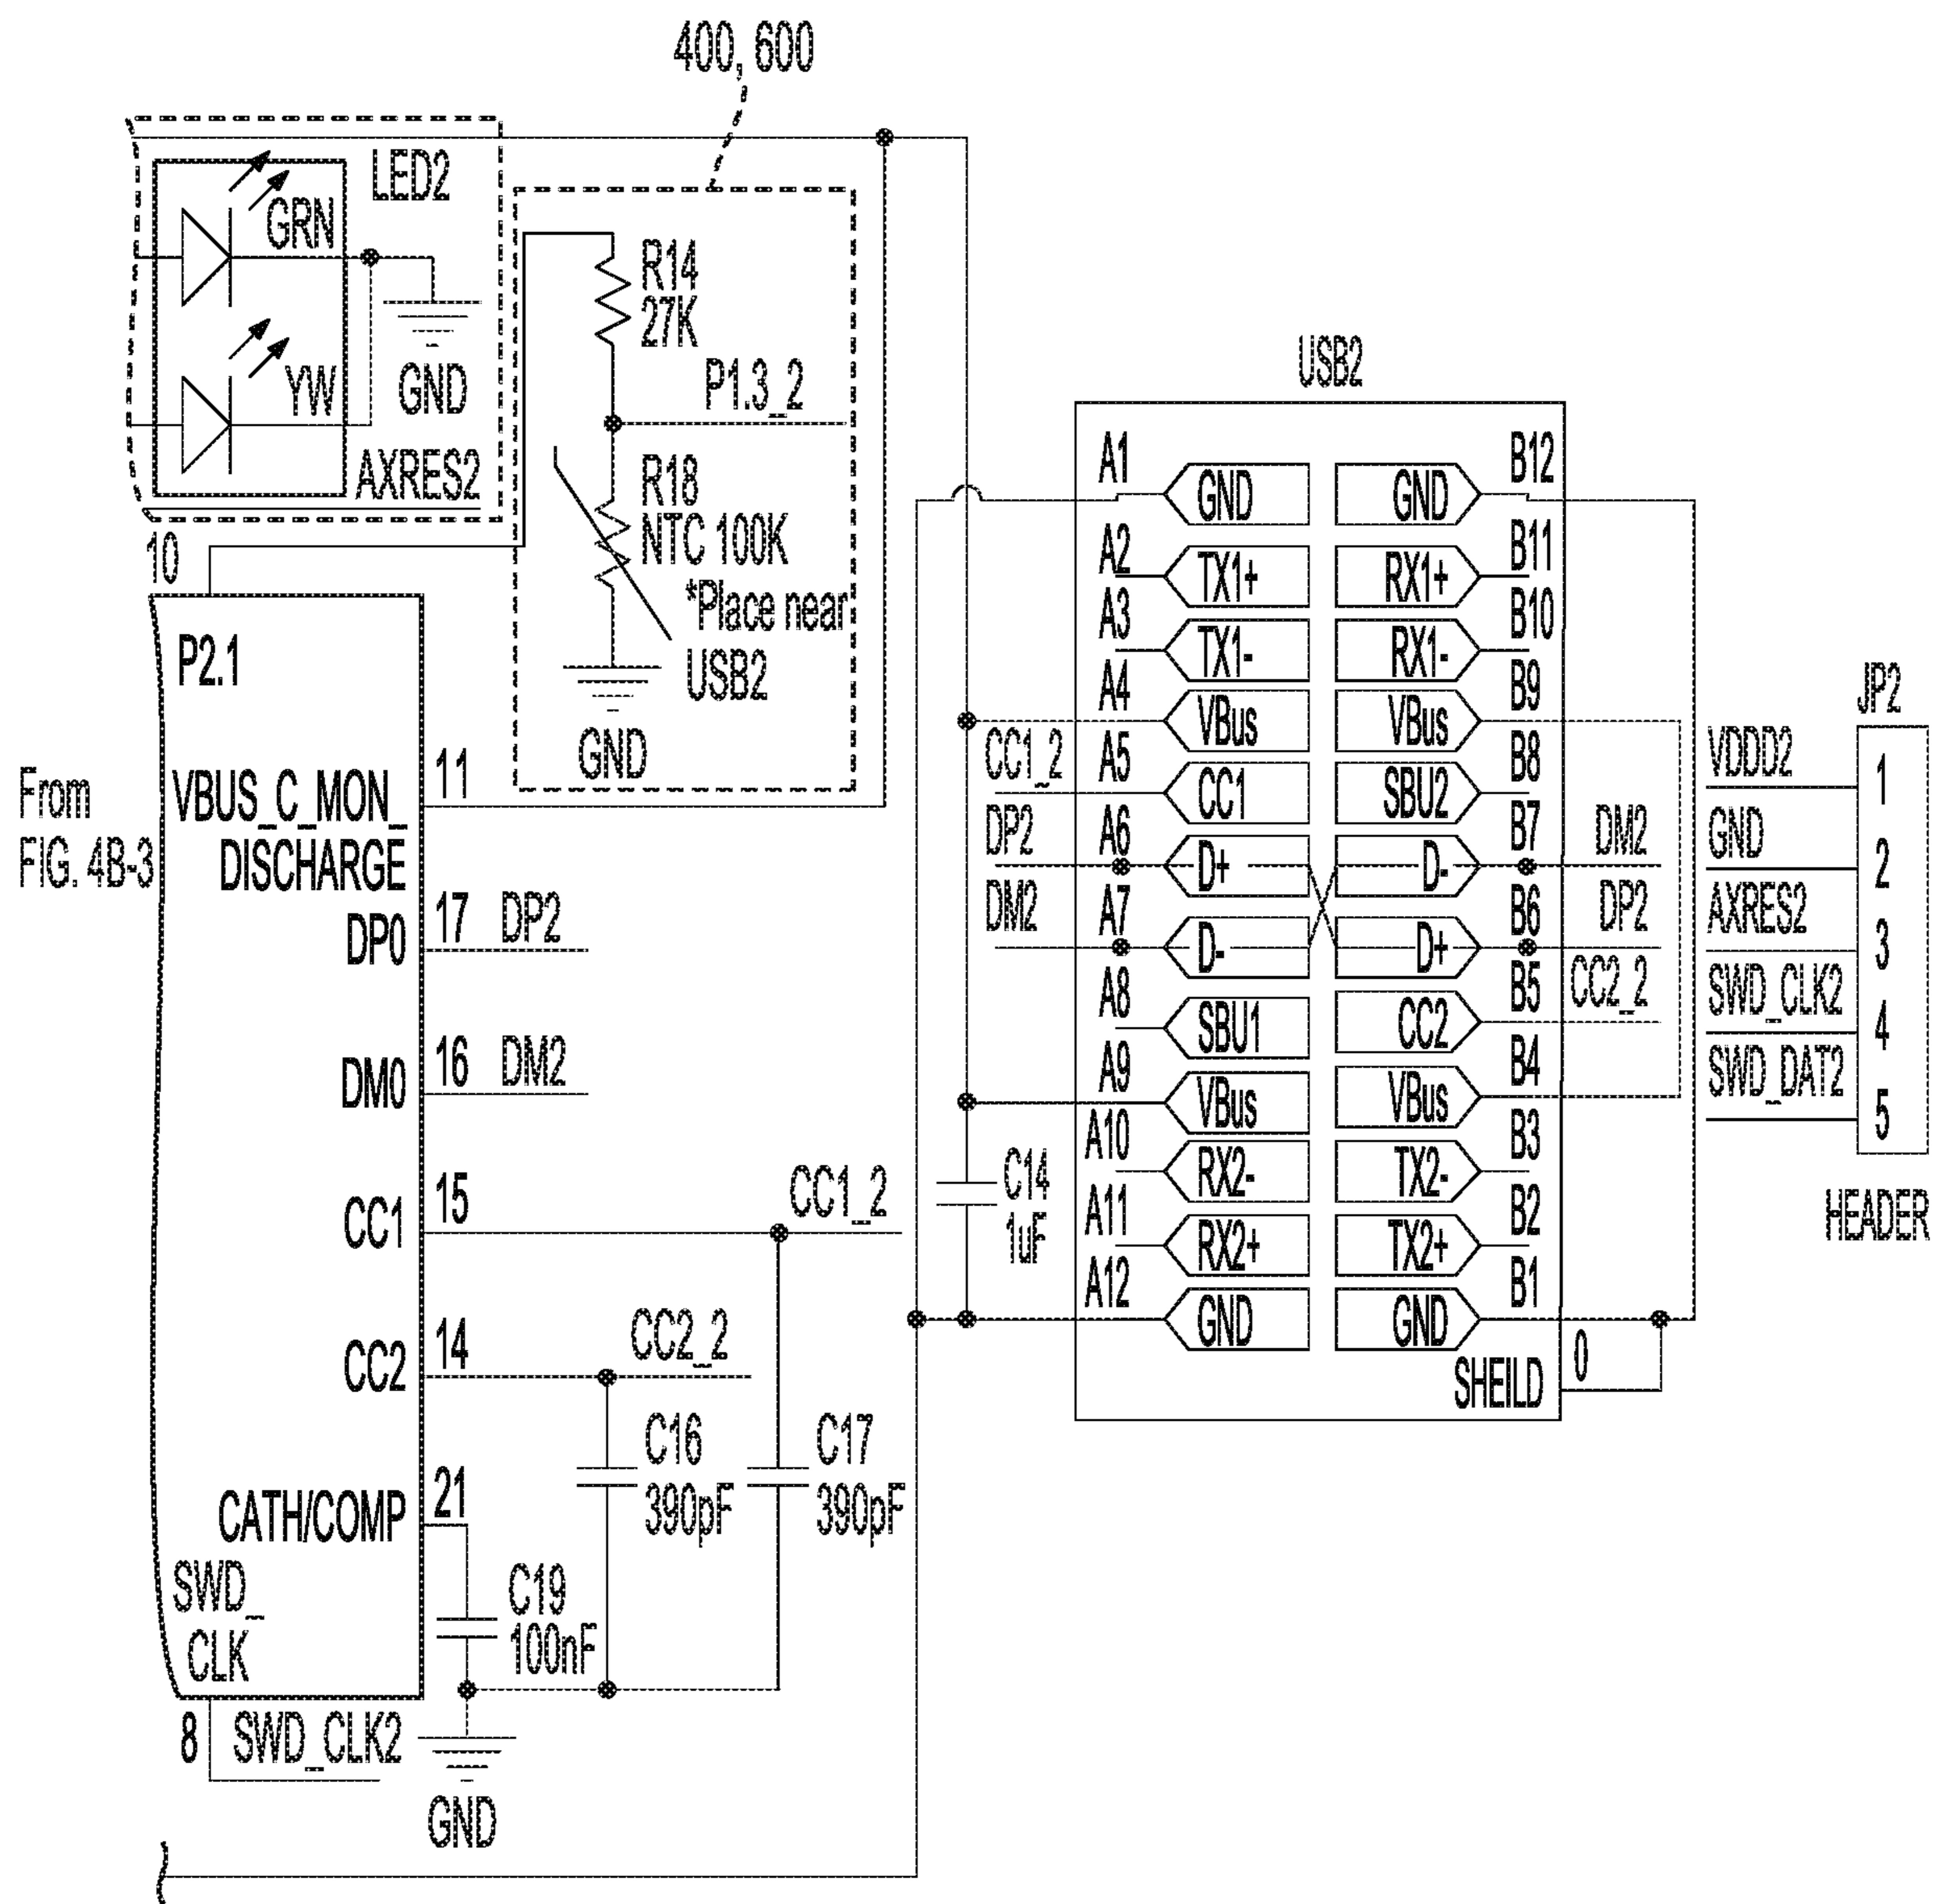 400, 600
LED2
GRN
YW
GND
AXRES2
R14
27K
P1.3_2
R18
NTC 100K
*Place near
USB2
GND
10
P2.1
From
FIG. 4B-3
VBUS_C_MON_
DISCHARGE
11
DP0
17
DP2
DM0
16
DM2
CC1
15
CC1_2
CC2
14
CC2_2
CATH/COMP
21
SWD_
CLK
8
SWD_CLK2
C19
100nF
C16
390pF
C17
390pF
GND
C14
1uF
USB2
A1 GND GND B12
A2 TX1+ RX1+ B11
A3 TX1- RX1- B10
A4 VBus VBus B9
CC1_2 A5 CC1 SBU2 B8
DP2 A6 D+ D- B7 DM2
DM2 A7 D- D+ B6 DP2
A8 SBU1 CC2 B5 CC2_2
A9 VBus VBus B4
A10 RX2- TX2- B3
A11 RX2+ TX2+ B2
A12 GND GND B1
SHEILD 0
JP2
VDDD2 1
GND 2
AXRES2 3
SWD_CLK2 4
SWD_DAT2 5
HEADER